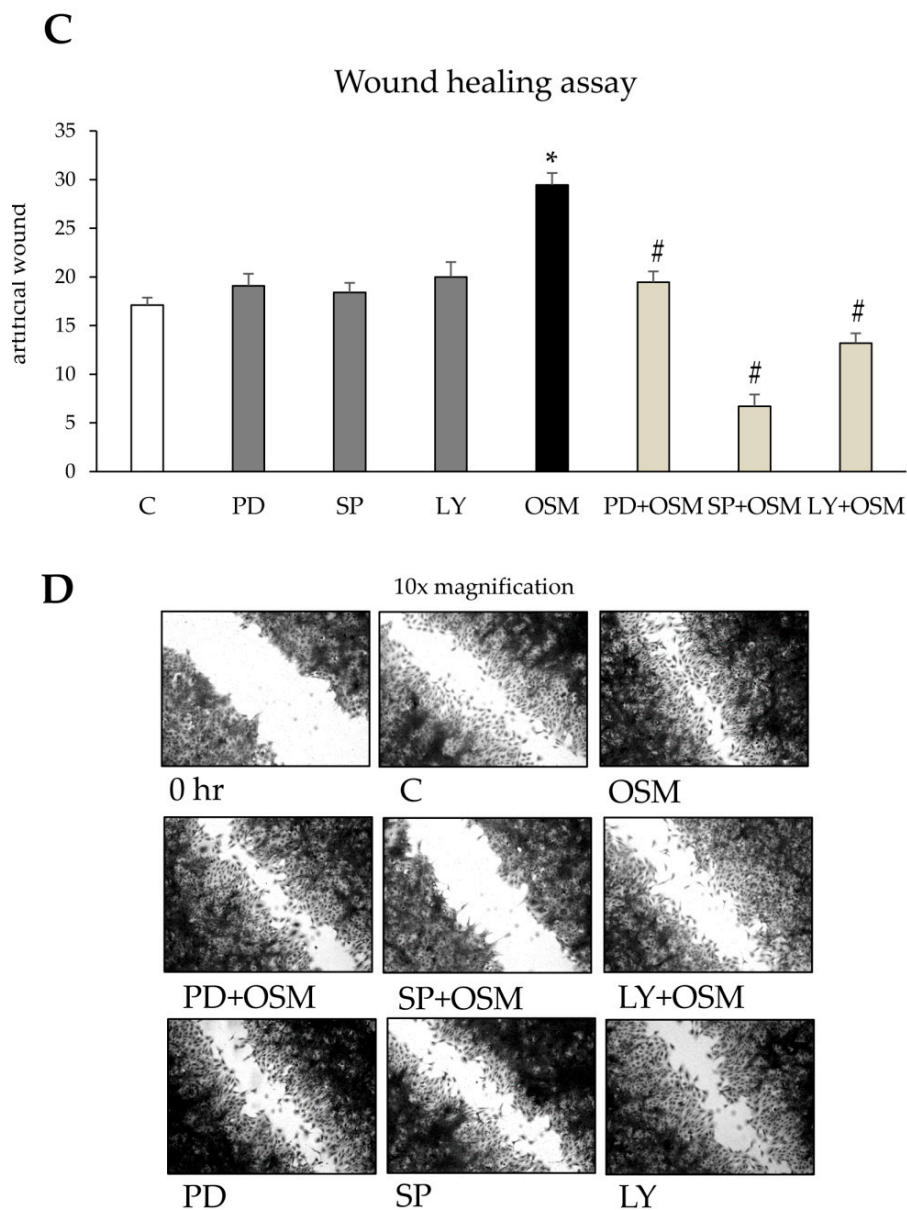 C
Wound healing assay
artificial wound
35
30
25
20
15
10
5
0
*
#
#
#
C PD SP LY OSM PD+OSM SP+OSM LY+OSM
D
10x magnification
0 hr C OSM
PD+OSM SP+OSM LY+OSM
PD SP LY